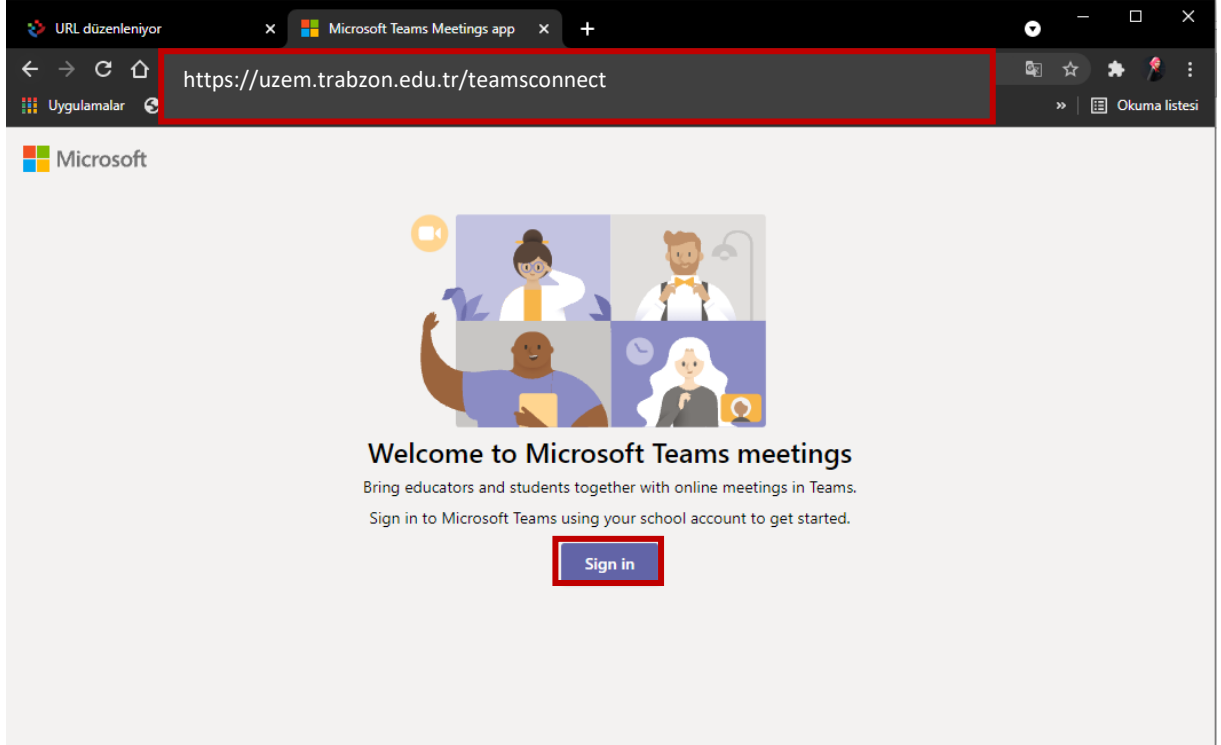 URL düzenleniyor
Microsoft Teams Meetings app
https://uzem.trabzon.edu.tr/teamsconnect
Uygulamalar
Okuma listesi
Microsoft
Welcome to Microsoft Teams meetings
Bring educators and students together with online meetings in Teams.
Sign in to Microsoft Teams using your school account to get started.
Sign in